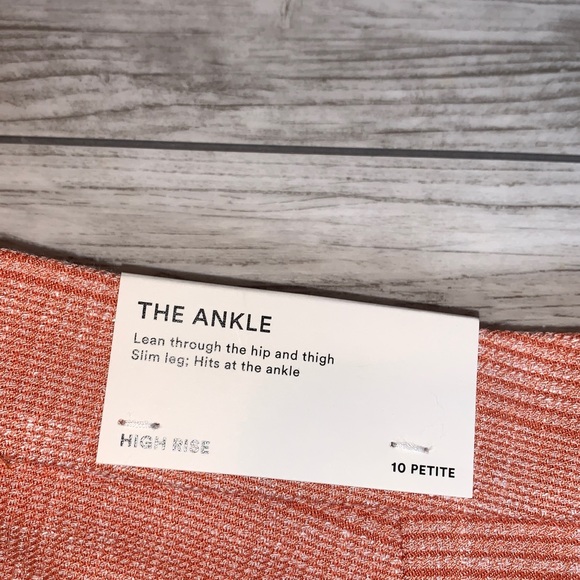 THE ANKLE
Lean through the hip and thigh
Slim leg; Hits at the ankle
HIGH RISE
10 PETITE